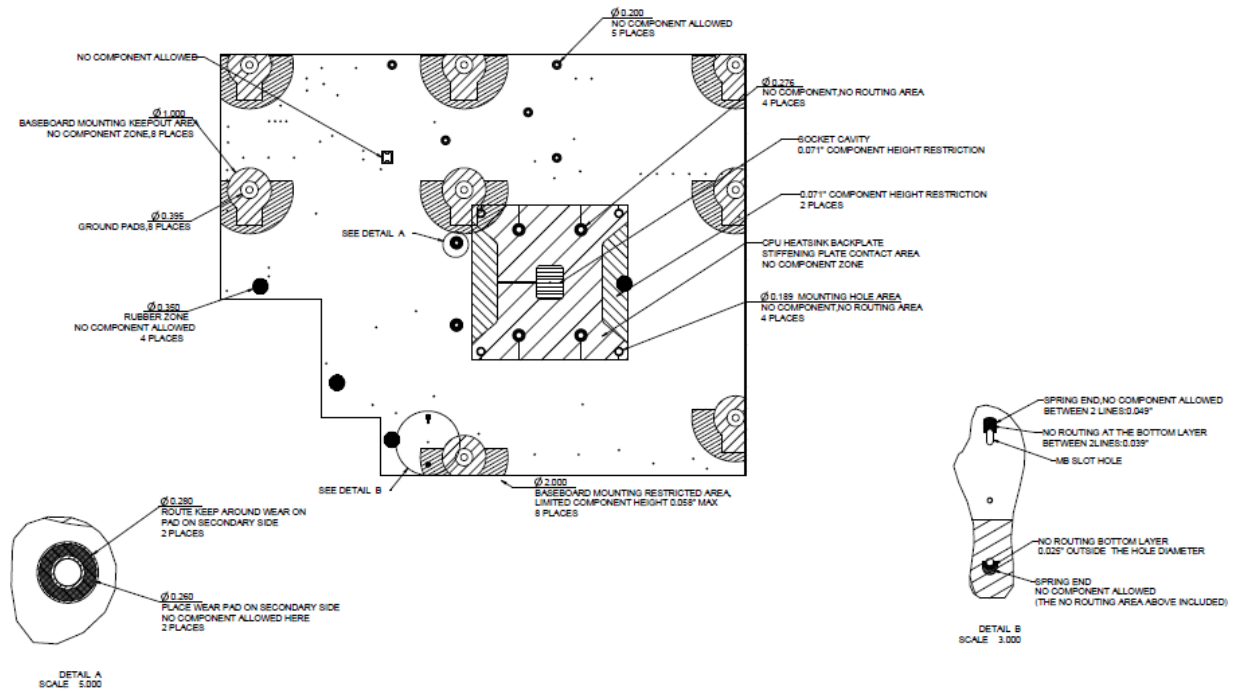 Ø 0.200
NO COMPONENT ALLOWED
5 PLACES
NO COMPONENT ALLOWED
Ø 0.276
NO COMPONENT,NO ROUTING AREA
4 PLACES
Ø 1.000
BASEBOARD MOUNTING KEEPOUT AREA
NO COMPONENT ZONE,8 PLACES
SOCKET CAVITY
0.071" COMPONENT HEIGHT RESTRICTION
0.071" COMPONENT HEIGHT RESTRICTION
2 PLACES
Ø 0.395
GROUND PADS,8 PLACES
SEE DETAIL A
CPU HEATSINK BACKPLATE
STIFFENING PLATE CONTACT AREA
NO COMPONENT ZONE
Ø 0.350
RUBBER ZONE
NO COMPONENT ALLOWED
4 PLACES
Ø 0.189 MOUNTING HOLE AREA
NO COMPONENT,NO ROUTING AREA
4 PLACES
SPRING END,NO COMPONENT ALLOWED
BETWEEN 2 LINES:0.049"
NO ROUTING AT THE BOTTOM LAYER
BETWEEN 2LINES:0.039"
MB SLOT HOLE
SEE DETAIL B
Ø 2.000
BASEBOARD MOUNTING RESTRICTED AREA,
LIMITED COMPONENT HEIGHT 0.058" MAX
8 PLACES
Ø 0.280
ROUTE KEEP AROUND WEAR ON
PAD ON SECONDARY SIDE
2 PLACES
Ø 0.260
PLACE WEAR PAD ON SECONDARY SIDE
NO COMPONENT ALLOWED HERE
2 PLACES
NO ROUTING BOTTOM LAYER
0.025" OUTSIDE THE HOLE DIAMETER
SPRING END
NO COMPONENT ALLOWED
(THE NO ROUTING AREA ABOVE INCLUDED)
DETAIL B
SCALE 3.000
DETAIL A
SCALE 5.000